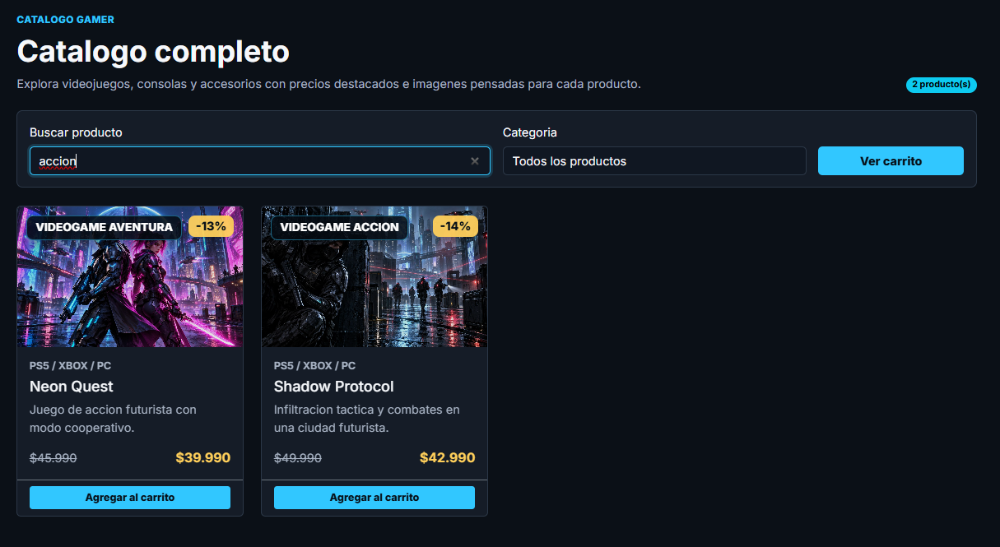 CATALOGO GAMER
Catalogo completo
Explora videojuegos, consolas y accesorios con precios destacados e imagenes pensadas para cada producto.
2 producto(s)
Buscar producto
Categoria
accion
Todos los productos
Ver carrito
VIDEOGAME AVENTURA
-13%
PS5 / XBOX / PC
Neon Quest
Juego de accion futurista con
modo cooperativo.
$45.990
$39.990
Agregar al carrito
VIDEOGAME ACCION
-14%
PS5 / XBOX / PC
Shadow Protocol
Infiltracion tactica y combates en
una ciudad futurista.
$49.990
$42.990
Agregar al carrito